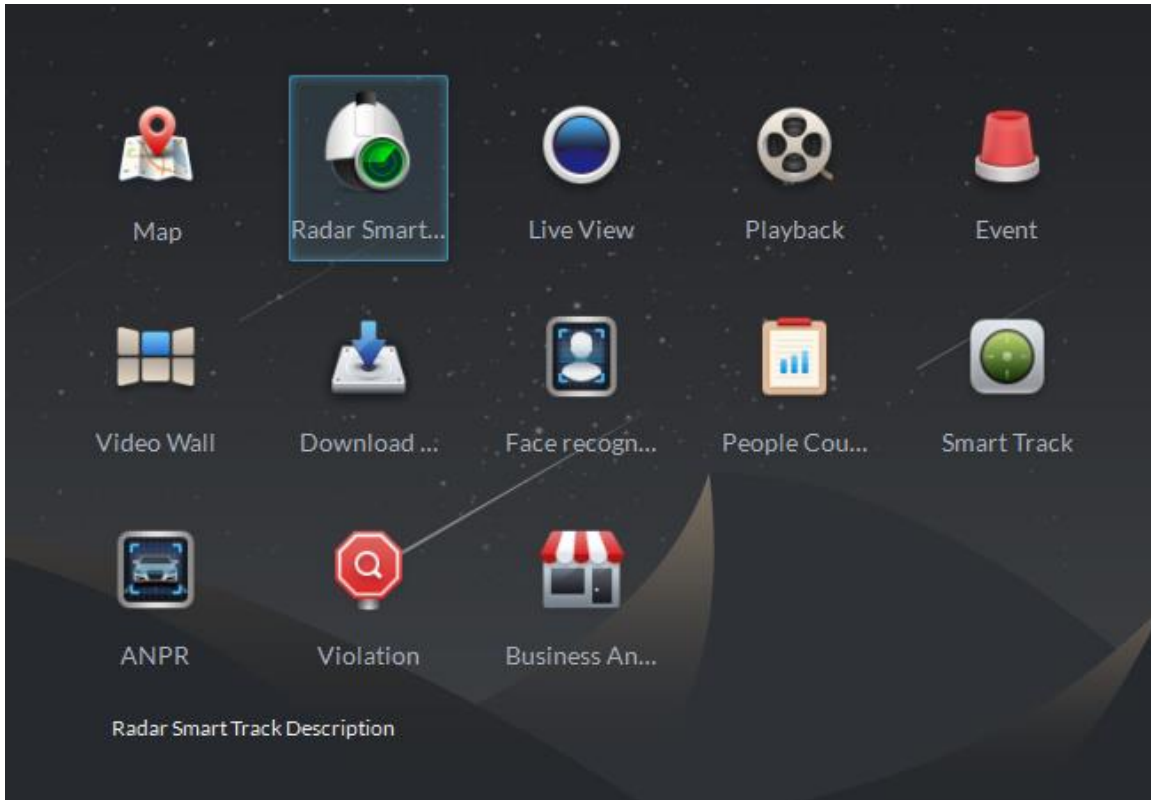 Map
Radar Smart...
Live View
Playback
Event
Video Wall
Download ...
Face recogn...
People Cou...
Smart Track
ANPR
Violation
Business An...
Radar Smart Track Description